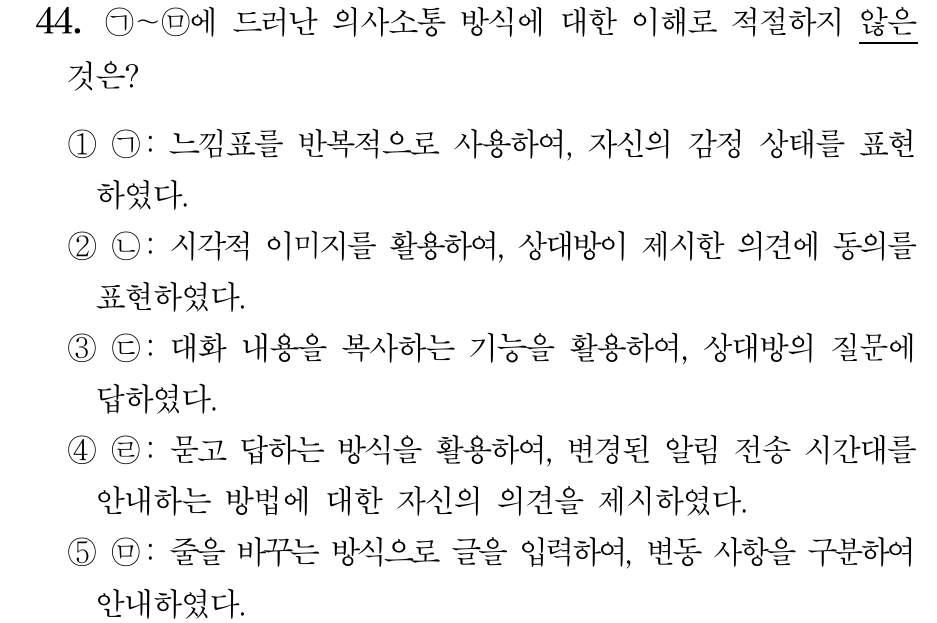 44. ㉠~㉤에 드러난 의사소통 방식에 대한 이해로 적절하지 않은
것은?
① ㉠: 느낌표를 반복적으로 사용하여, 자신의 감정 상태를 표현
하였다.
② ㉡: 시각적 이미지를 활용하여, 상대방이 제시한 의견에 동의를
표현하였다.
③ ㉢: 대화 내용을 복사하는 기능을 활용하여, 상대방의 질문에
답하였다.
④ ㉣: 묻고 답하는 방식을 활용하여, 변경된 알림 전송 시간대를
안내하는 방법에 대한 자신의 의견을 제시하였다.
⑤ ㉤: 줄을 바꾸는 방식으로 글을 입력하여, 변동 사항을 구분하여
안내하였다.